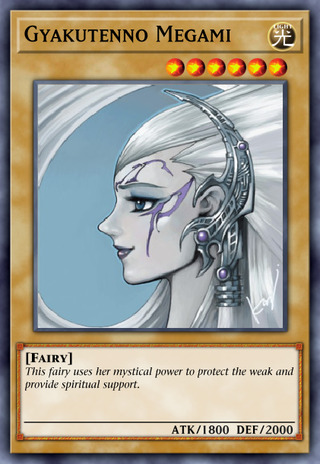 Gyakutenno Megami
LIGHT
光
[Fairy]
This fairy uses her mystical power to protect the weak and
provide spiritual support.
ATK/1800 DEF/2000